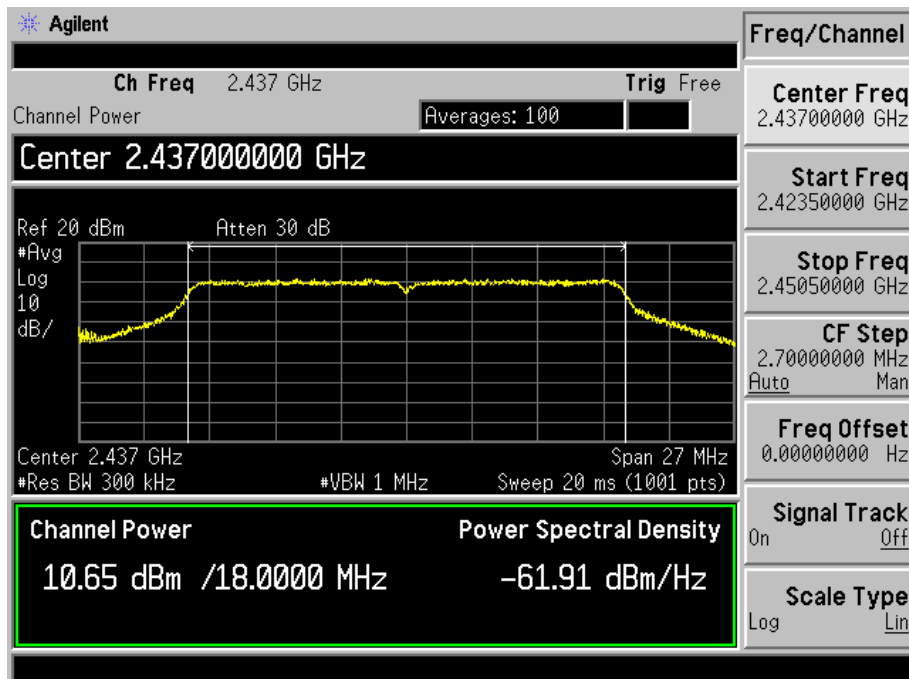 Agilent
Ch Freq 2.437 GHz Trig Free
Channel Power Averages: 100
Center 2.437000000 GHz
Ref 20 dBm Atten 30 dB
#Avg
Log
10
dB/
Center 2.437 GHz Span 27 MHz
#Res BW 300 kHz #VBW 1 MHz Sweep 20 ms (1001 pts)
Channel Power Power Spectral Density
10.65 dBm /18.0000 MHz -61.91 dBm/Hz
Freq/Channel
Center Freq
2.43700000 GHz
Start Freq
2.42350000 GHz
Stop Freq
2.45050000 GHz
CF Step
2.70000000 MHz
Auto Man
Freq Offset
0.00000000 Hz
Signal Track
On Off
Scale Type
Log Lin